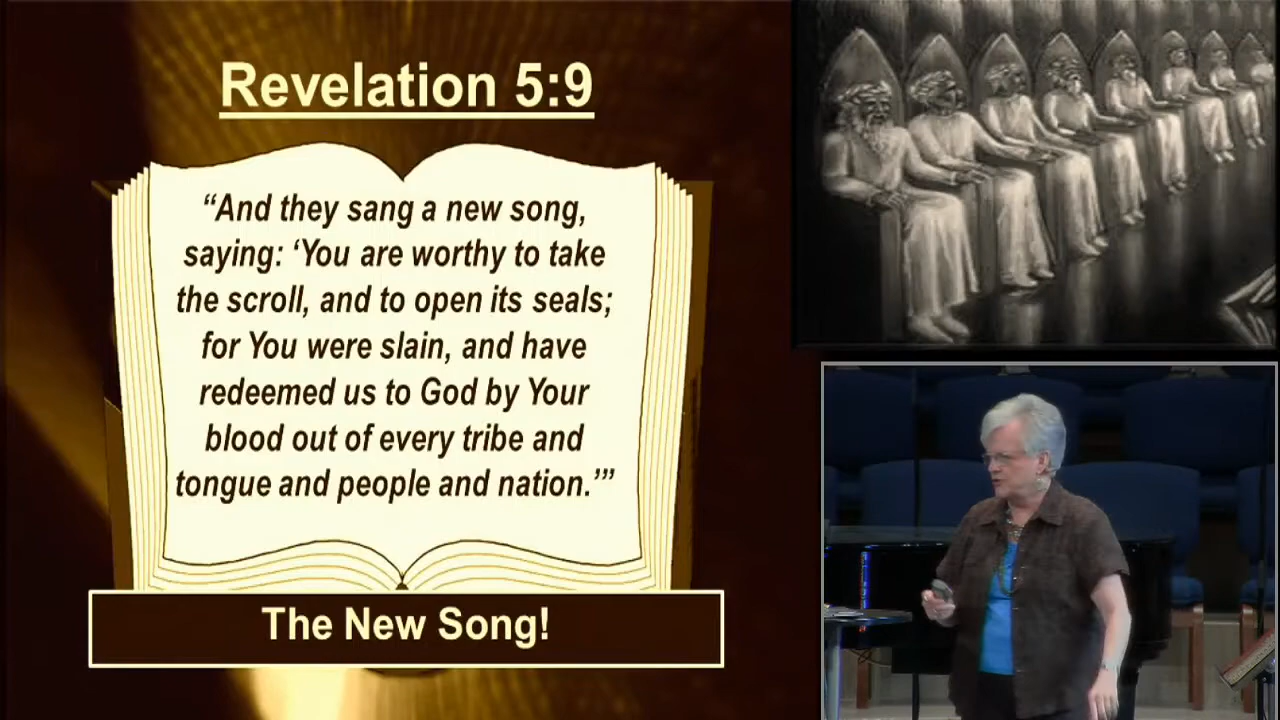 Revelation 5:9
“And they sang a new song,
saying: ‘You are worthy to take
the scroll, and to open its seals;
for You were slain, and have
redeemed us to God by Your
blood out of every tribe and
tongue and people and nation.’”
The New Song!